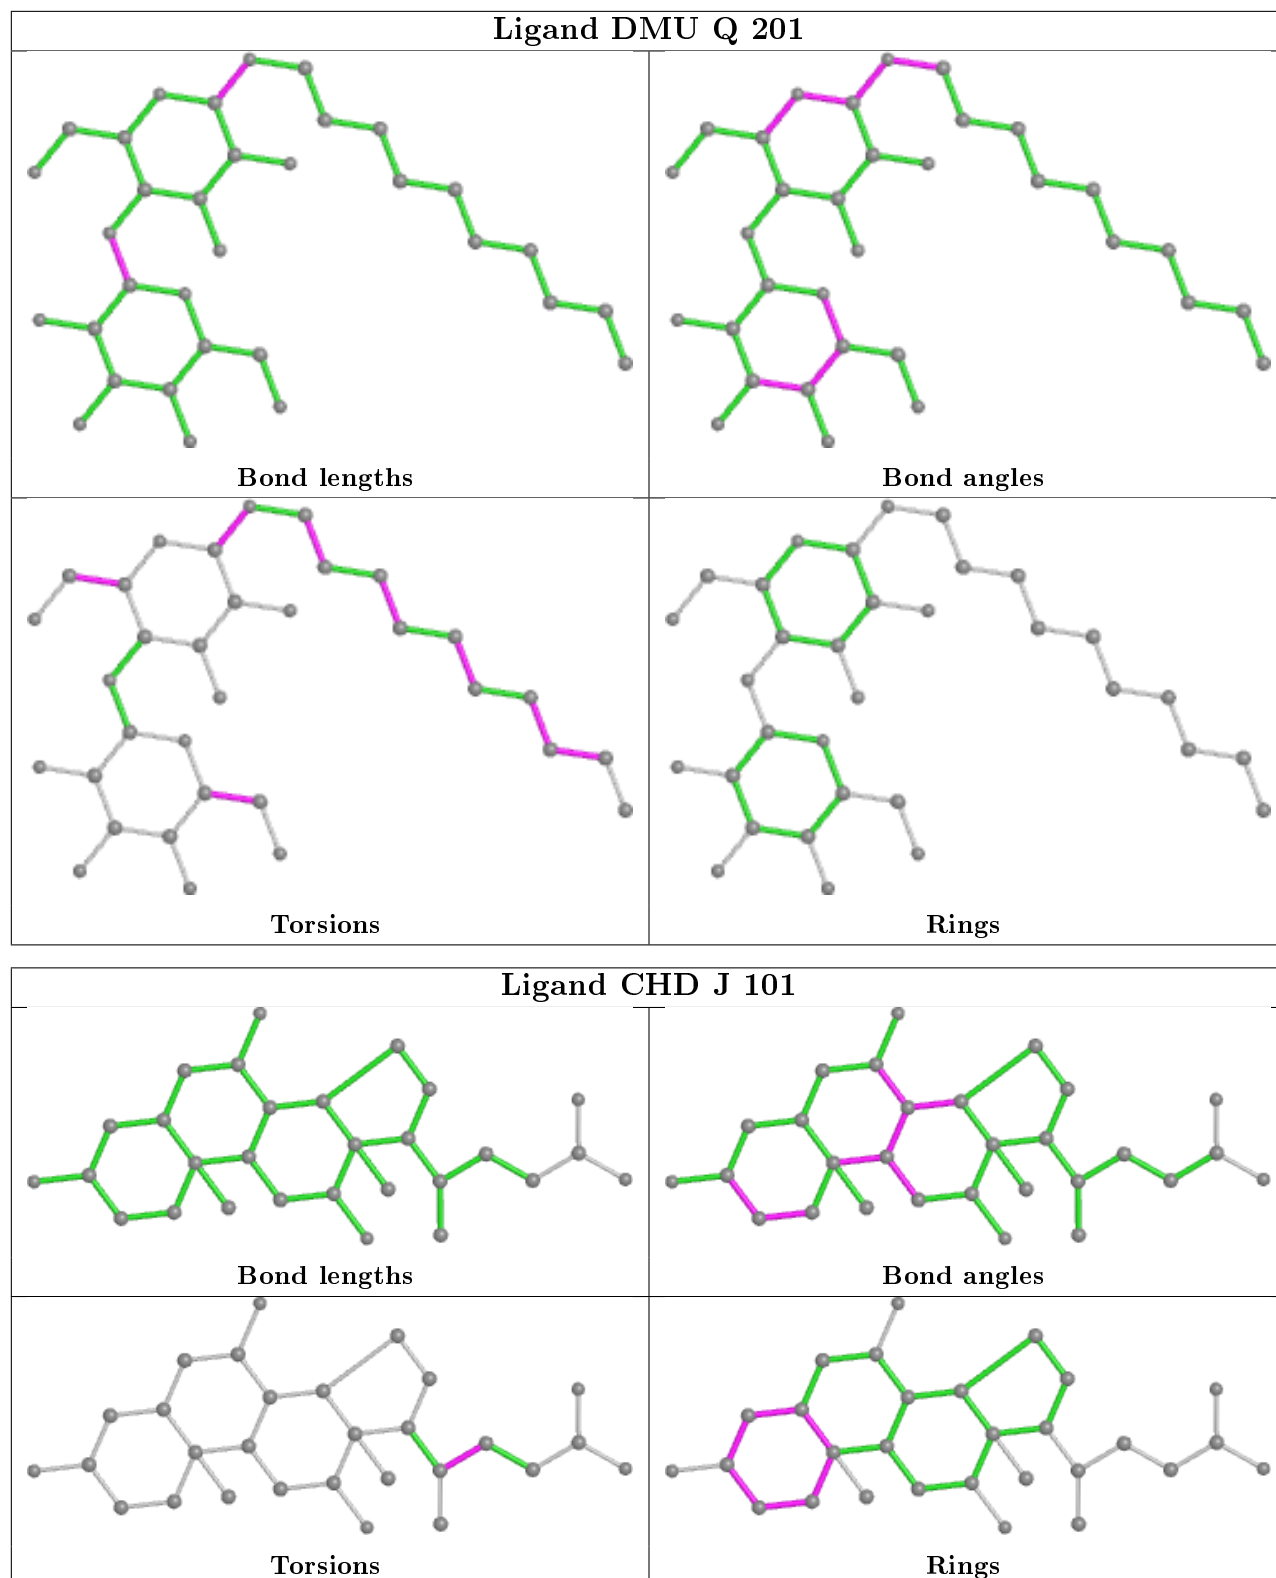 Ligand DMU Q 201
Bond lengths
Bond angles
Torsions
Rings
Ligand CHD J 101
Bond lengths
Bond angles
Torsions
Rings